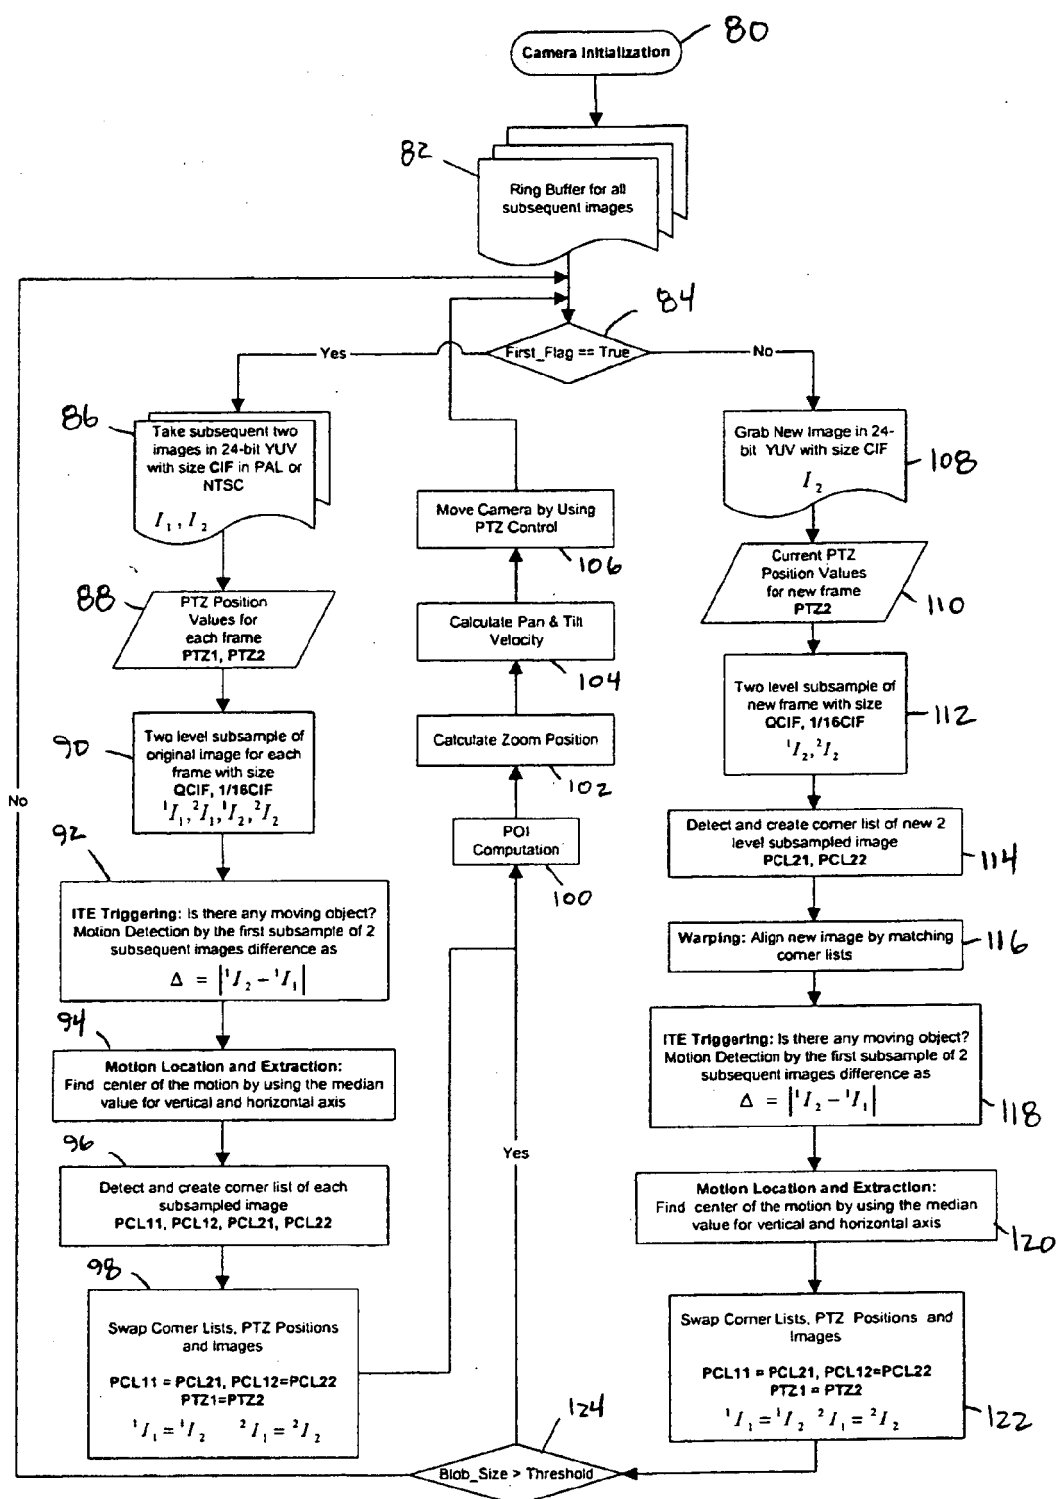 80
Camera Initialization
82
Ring Buffer for all
subsequent images
84
First_Flag == True
Yes
No
86
Take subsequent two
images in 24-bit YUV
with size CIF in PAL or
NTSC
I₁, I₂
88
PTZ Position
Values for
each frame
PTZ1, PTZ2
90
Two level subsample of
original image for each
frame with size
QCIF, 1/16CIF
¹I₁, ²I₁, ¹I₂, ²I₂
92
ITE Triggering: Is there any moving object?
Motion Detection by the first subsample of 2
subsequent images difference as
Δ = |¹I₂ – ¹I₁|
94
Motion Location and Extraction:
Find center of the motion by using the median
value for vertical and horizontal axis
96
Detect and create corner list of each
subsampled image
PCL11, PCL12, PCL21, PCL22
98
Swap Corner Lists, PTZ Positions
and Images
PCL11 = PCL21, PCL12=PCL22
PTZ1=PTZ2
¹I₁ = ¹I₂ ²I₁ = ²I₂
No
Move Camera by Using
PTZ Control
106
Calculate Pan & Tilt
Velocity
104
Calculate Zoom Position
102
POI
Computation
100
Yes
Grab New Image in 24-
bit YUV with size CIF
I₂
108
Current PTZ
Position Values
for new frame
PTZ2
110
Two level subsample of
new frame with size
QCIF, 1/16CIF
¹I₂, ²I₂
112
Detect and create corner list of new 2
level subsampled image
PCL21, PCL22
114
Warping: Align new image by matching
corner lists
116
ITE Triggering: Is there any moving object?
Motion Detection by the first subsample of 2
subsequent images difference as
Δ = |¹I₂ – ¹I₁|
118
Motion Location and Extraction:
Find center of the motion by using the median
value for vertical and horizontal axis
120
Swap Corner Lists, PTZ Positions and
Images
PCL11 = PCL21, PCL12=PCL22
PTZ1 = PTZ2
¹I₁ = ¹I₂ ²I₁ = ²I₂
122
124
Blob_Size > Threshold